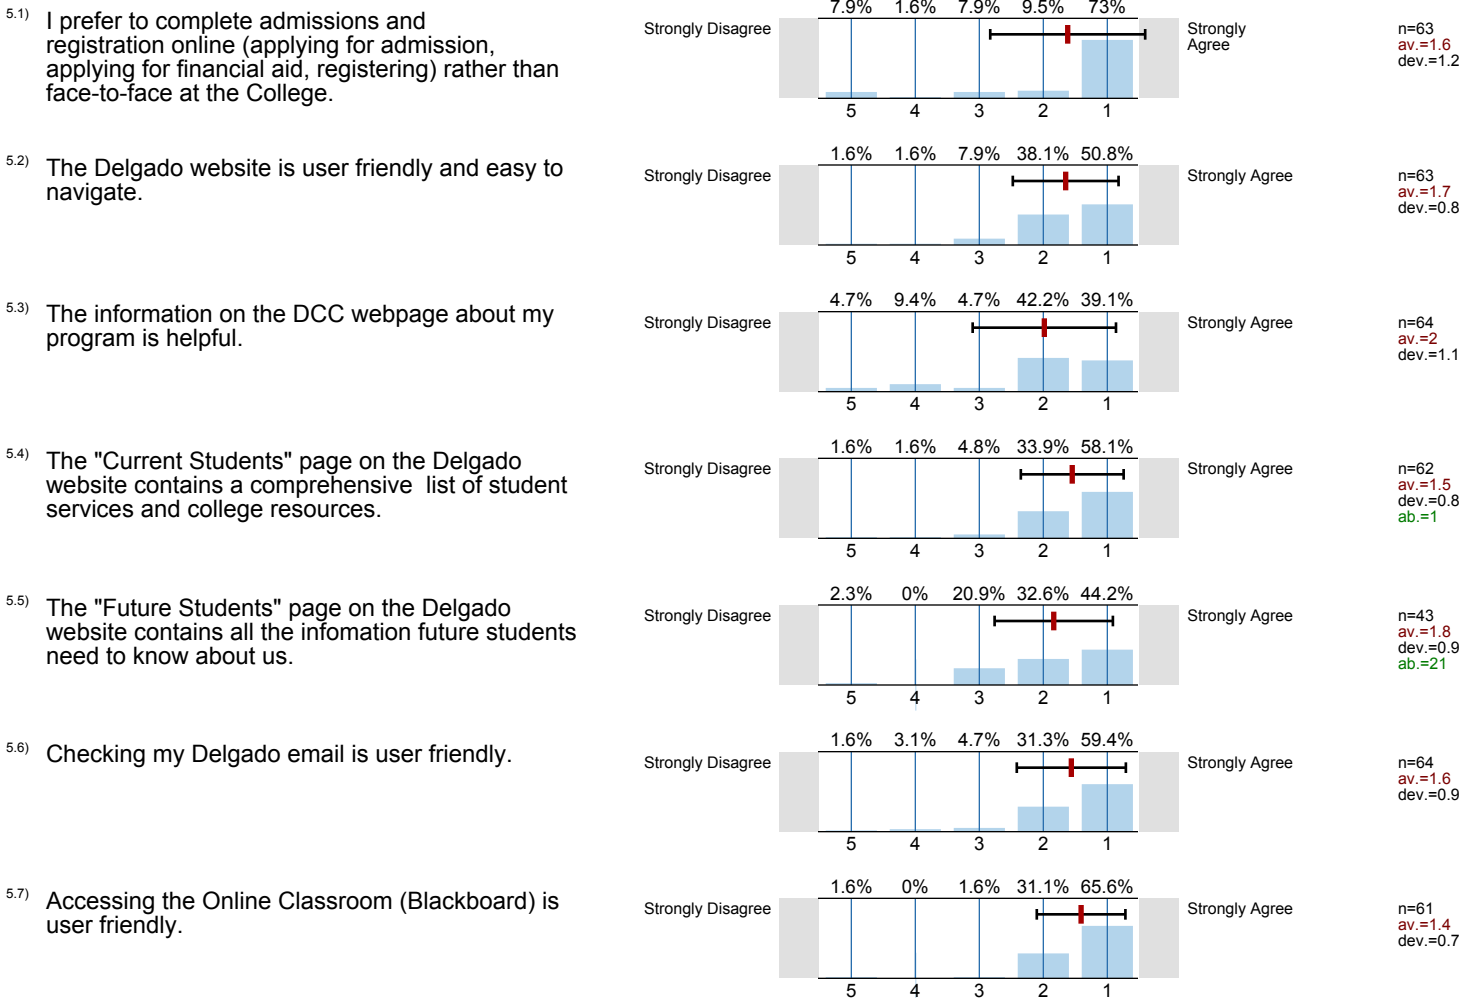 5.1) I prefer to complete admissions and
registration online (applying for admission,
applying for financial aid, registering) rather than
face-to-face at the College.
Strongly Disagree
7.9% 1.6% 7.9% 9.5% 73%
5 4 3 2 1
Strongly
Agree
n=63
av.=1.6
dev.=1.2
5.2) The Delgado website is user friendly and easy to
navigate.
Strongly Disagree
1.6% 1.6% 7.9% 38.1% 50.8%
5 4 3 2 1
Strongly Agree
n=63
av.=1.7
dev.=0.8
5.3) The information on the DCC webpage about my
program is helpful.
Strongly Disagree
4.7% 9.4% 4.7% 42.2% 39.1%
5 4 3 2 1
Strongly Agree
n=64
av.=2
dev.=1.1
5.4) The "Current Students" page on the Delgado
website contains a comprehensive list of student
services and college resources.
Strongly Disagree
1.6% 1.6% 4.8% 33.9% 58.1%
5 4 3 2 1
Strongly Agree
n=62
av.=1.5
dev.=0.8
ab.=1
5.5) The "Future Students" page on the Delgado
website contains all the infomation future students
need to know about us.
Strongly Disagree
2.3% 0% 20.9% 32.6% 44.2%
5 4 3 2 1
Strongly Agree
n=43
av.=1.8
dev.=0.9
ab.=21
5.6) Checking my Delgado email is user friendly.
Strongly Disagree
1.6% 3.1% 4.7% 31.3% 59.4%
5 4 3 2 1
Strongly Agree
n=64
av.=1.6
dev.=0.9
5.7) Accessing the Online Classroom (Blackboard) is
user friendly.
Strongly Disagree
1.6% 0% 1.6% 31.1% 65.6%
5 4 3 2 1
Strongly Agree
n=61
av.=1.4
dev.=0.7